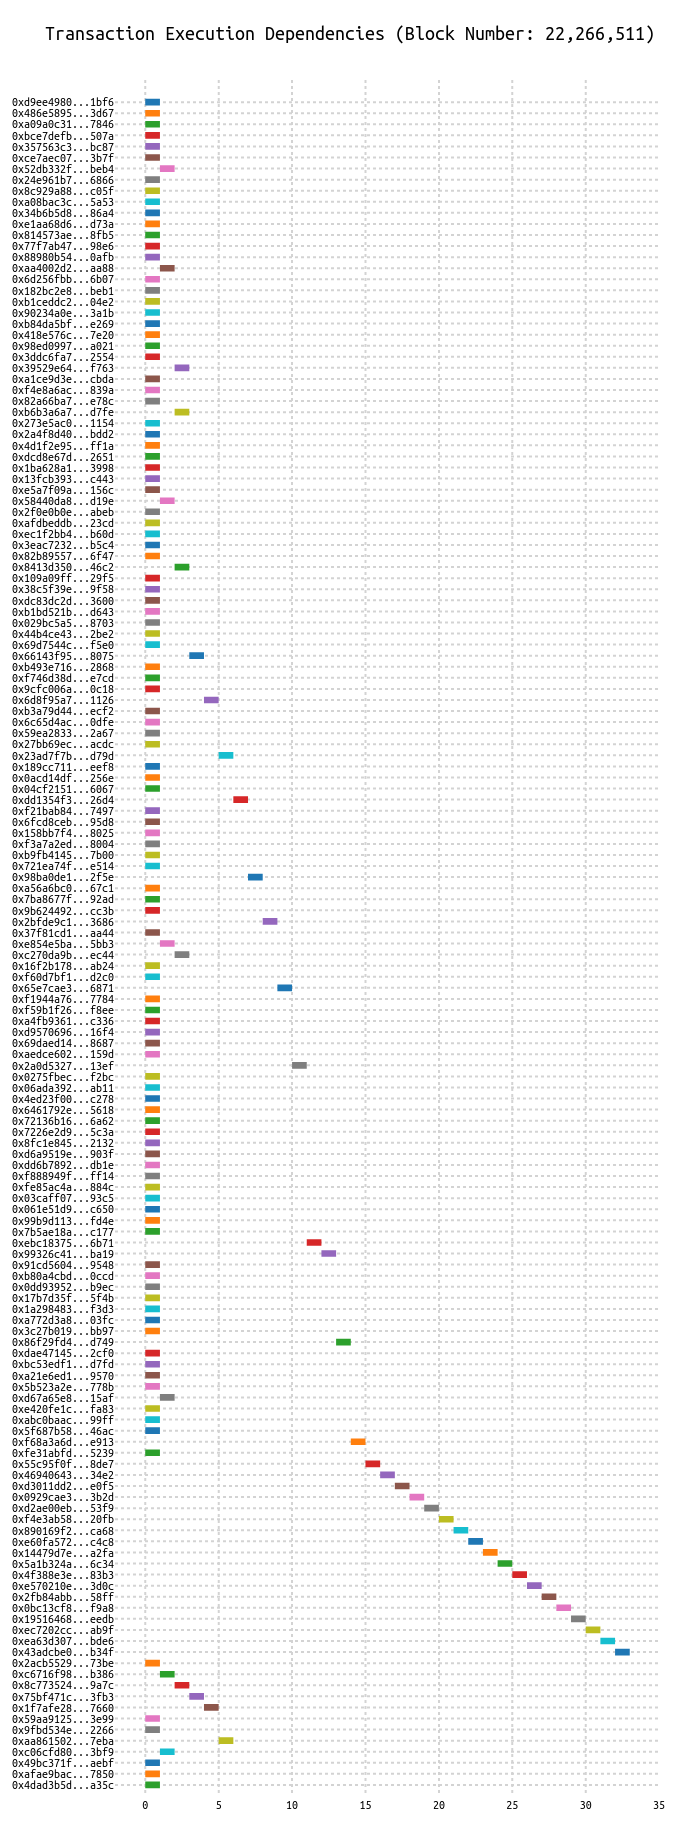 Transaction Execution Dependencies (Block Number: 22,266,511)
0xd9ee4980...1bf6
0x486e5895...3d67
0xa09a0c31...7846
0xbce7defb...507a
0x357563c3...bc87
0xce7aec07...3b7f
0x52db332f...beb4
0x24e961b7...6866
0x8c929a88...c05f
0xa08bac3c...5a53
0x34b6b5d8...86a4
0xe1aa68d6...d73a
0x814573ae...8fb5
0x77f7ab47...98e6
0x88980b54...0afb
0xaa4002d2...aa88
0x6d256fbb...6b07
0x182bc2e8...beb1
0xb1ceddc2...04e2
0x90234a0e...3a1b
0xb84da5bf...e269
0x418e576c...7e20
0x98ed0997...a021
0x3ddc6fa7...2554
0x39529e64...f763
0xa1ce9d3e...cbda
0xf4e8a6ac...839a
0x82a66ba7...e78c
0xb6b3a6a7...d7fe
0x273e5ac0...1154
0x2a4f8d40...bdd2
0x4d1f2e95...ff1a
0xdcd8e67d...2651
0x1ba628a1...3998
0x13fcb393...c443
0xe5a7f09a...156c
0x58440da8...d19e
0x2f0e0b0e...abeb
0xafdbeddb...23cd
0xec1f2bb4...b60d
0x3eac7232...b5c4
0x82b89557...6f47
0x8413d350...46c2
0x109a09ff...29f5
0x38c5f39e...9f58
0xdc83dc2d...3600
0xb1bd521b...d643
0x029bc5a5...8703
0x44b4ce43...2be2
0x69d7544c...f5e0
0x66143f95...8075
0xb493e716...2868
0xf746d38d...e7cd
0x9cfc006a...0c18
0x6d8f95a7...1126
0xb3a79d44...ecf2
0x6c65d4ac...0dfe
0x59ea2833...2a67
0x27bb69ec...acdc
0x23ad7f7b...d79d
0x189cc711...eef8
0x0acd14df...256e
0x04cf2151...6067
0xdd1354f3...26d4
0xf21bab84...7497
0x6fcd8ceb...95d8
0x158bb7f4...8025
0xf3a7a2ed...8004
0xb9fb4145...7b00
0x721ea74f...e514
0x98ba0de1...2f5e
0xa56a6bc0...67c1
0x7ba8677f...92ad
0x9b624492...cc3b
0x2bfde9c1...3686
0x37f81cd1...aa44
0xe854e5ba...5bb3
0xc270da9b...ec44
0x16f2b178...ab24
0xf60d7bf1...d2c0
0x65e7cae3...6871
0xf1944a76...7784
0xf59b1f26...f8ee
0xa4fb9361...c336
0xd9570696...16f4
0x69daed14...8687
0xaedce602...159d
0x2a0d5327...13ef
0x0275fbec...f2bc
0x06ada392...ab11
0x4ed23f00...c278
0x6461792e...5618
0x72136b16...6a62
0x7226e2d9...5c3a
0x8fc1e845...2132
0xd6a9519e...903f
0xdd6b7892...db1e
0xf888949f...ff14
0xfe85ac4a...884c
0x03caff07...93c5
0x061e51d9...c650
0x99b9d113...fd4e
0x7b5ae18a...c177
0xebc18375...6b71
0x99326c41...ba19
0x91cd5604...9548
0xb80a4cbd...0ccd
0x0dd93952...b9ec
0x17b7d35f...5f4b
0x1a298483...f3d3
0xa772d3a8...03fc
0x3c27b019...bb97
0x86f29fd4...d749
0xdae47145...2cf0
0xbc53edf1...d7fd
0xa21e6ed1...9570
0x5b523a2e...778b
0xd67a65e8...15af
0xe420fe1c...fa83
0xabc0baac...99ff
0x5f687b58...46ac
0xf68a3a6d...e913
0xfe31abfd...5239
0x55c95f0f...8de7
0x46940643...34e2
0xd3011dd2...e0f5
0x0929cae3...3b2d
0xd2ae00eb...53f9
0xf4e3ab58...20fb
0x890169f2...ca68
0xe60fa572...c4c8
0x14479d7e...a2fa
0x5a1b324a...6c34
0x4f388e3e...83b3
0xe570210e...3d0c
0x2fb84abb...58ff
0x0bc13cf8...f9a8
0x19516468...eedb
0xec7202cc...ab9f
0xea63d307...bde6
0x43adcbe0...b34f
0x2acb5529...73be
0xc6716f98...b386
0x8c773524...9a7c
0x75bf471c...3fb3
0x1f7afe28...7660
0x59aa9125...3e99
0x9fbd534e...2266
0xaa861502...7eba
0xc06cfd80...3bf9
0x49bc371f...aebf
0xafae9bac...7850
0x4dad3b5d...a35c
0 5 10 15 20 25 30 35